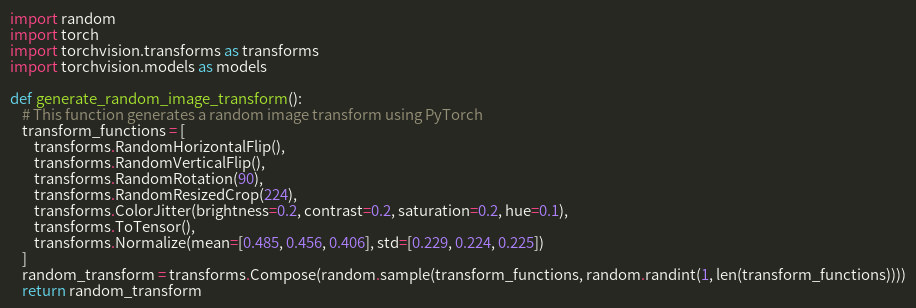 import random
import torch
import torchvision.transforms as transforms
import torchvision.models as models

def generate_random_image_transform():
    # This function generates a random image transform using PyTorch
    transform_functions = [
        transforms.RandomHorizontalFlip(),
        transforms.RandomVerticalFlip(),
        transforms.RandomRotation(90),
        transforms.RandomResizedCrop(224),
        transforms.ColorJitter(brightness=0.2, contrast=0.2, saturation=0.2, hue=0.1),
        transforms.ToTensor(),
        transforms.Normalize(mean=[0.485, 0.456, 0.406], std=[0.229, 0.224, 0.225])
    ]
    random_transform = transforms.Compose(random.sample(transform_functions, random.randint(1, len(transform_functions))))
    return random_transform